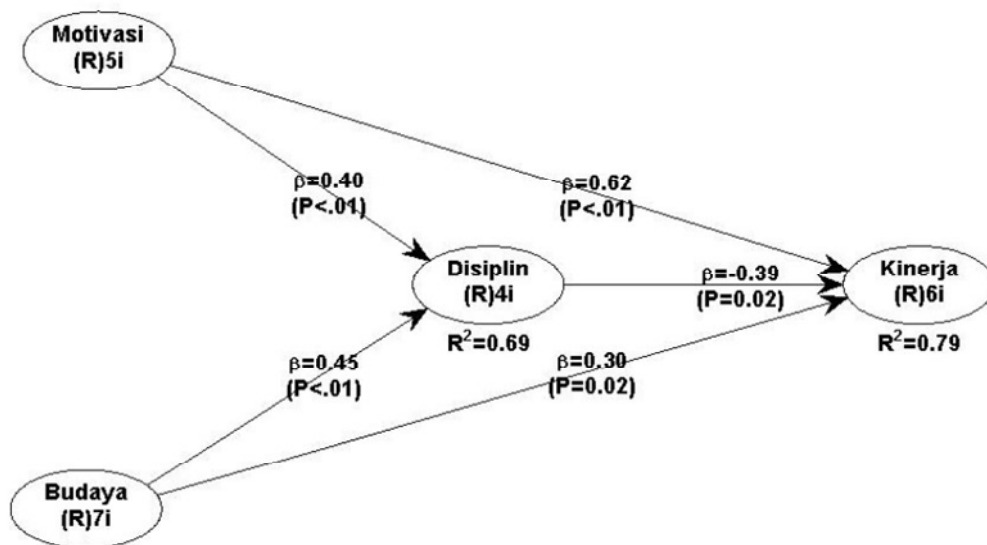 Motivasi
(R)5i
β=0.40
(P<.01)
β=0.62
(P<.01)
Disiplin
(R)4i
R²=0.69
β=-0.39
(P=0.02)
Kinerja
(R)6i
R²=0.79
β=0.45
(P<.01)
β=0.30
(P=0.02)
Budaya
(R)7i